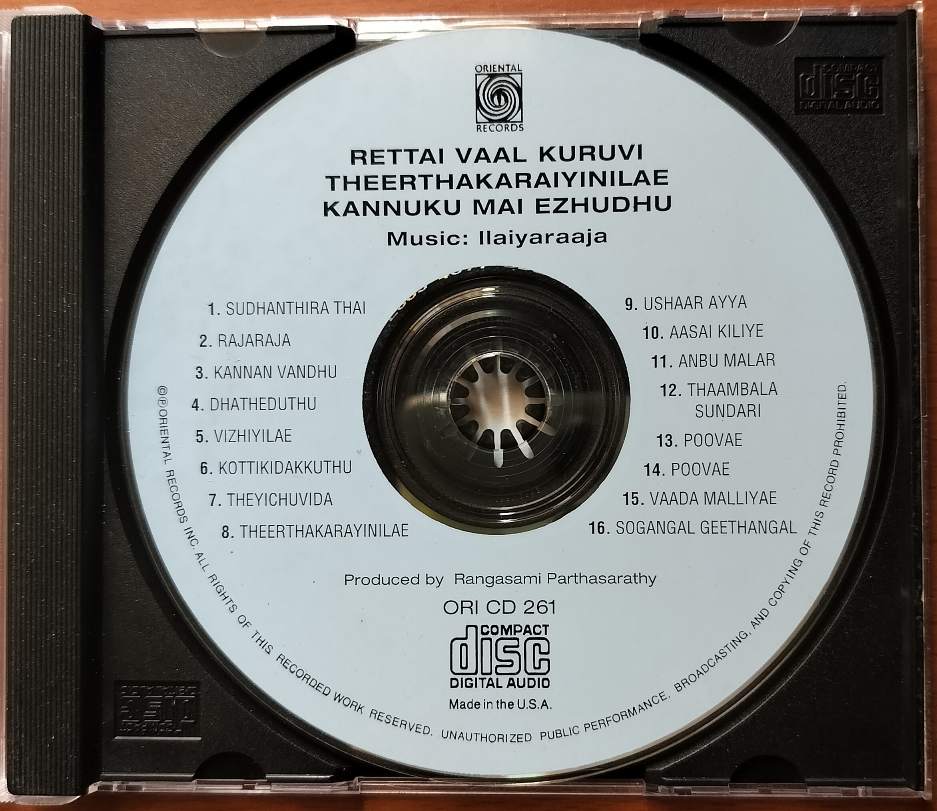 ORIENTAL
RECORDS
RETTAI VAAL KURUVI
THEERTHAKARAIYINILAE
KANNUKU MAI EZHUDHU
Music: Ilaiyaraaja
1. SUDHANTHIRA THAI
2. RAJARAJA
3. KANNAN VANDHU
4. DHATHEDUTHU
5. VIZHIYILAE
6. KOTTIKIDAKKUTHU
7. THEYICHUVIDA
8. THEERTHAKARAYINILAE
9. USHAAR AYYA
10. AASAI KILIYE
11. ANBU MALAR
12. THAAMBALA
SUNDARI
13. POOVAE
14. POOVAE
15. VAADA MALLIYAE
16. SOGANGAL GEETHANGAL
Produced by Rangasami Parthasarathy
ORI CD 261
COMPACT
disc
DIGITAL AUDIO
Made in the U.S.A.
©℗ORIENTAL RECORDS INC. ALL RIGHTS OF THIS RECORDED WORK RESERVED. UNAUTHORIZED PUBLIC PERFORMANCE, BROADCASTING, AND COPYING OF THIS RECORD PROHIBITED.
COMPACT
disc
DIGITAL AUDIO